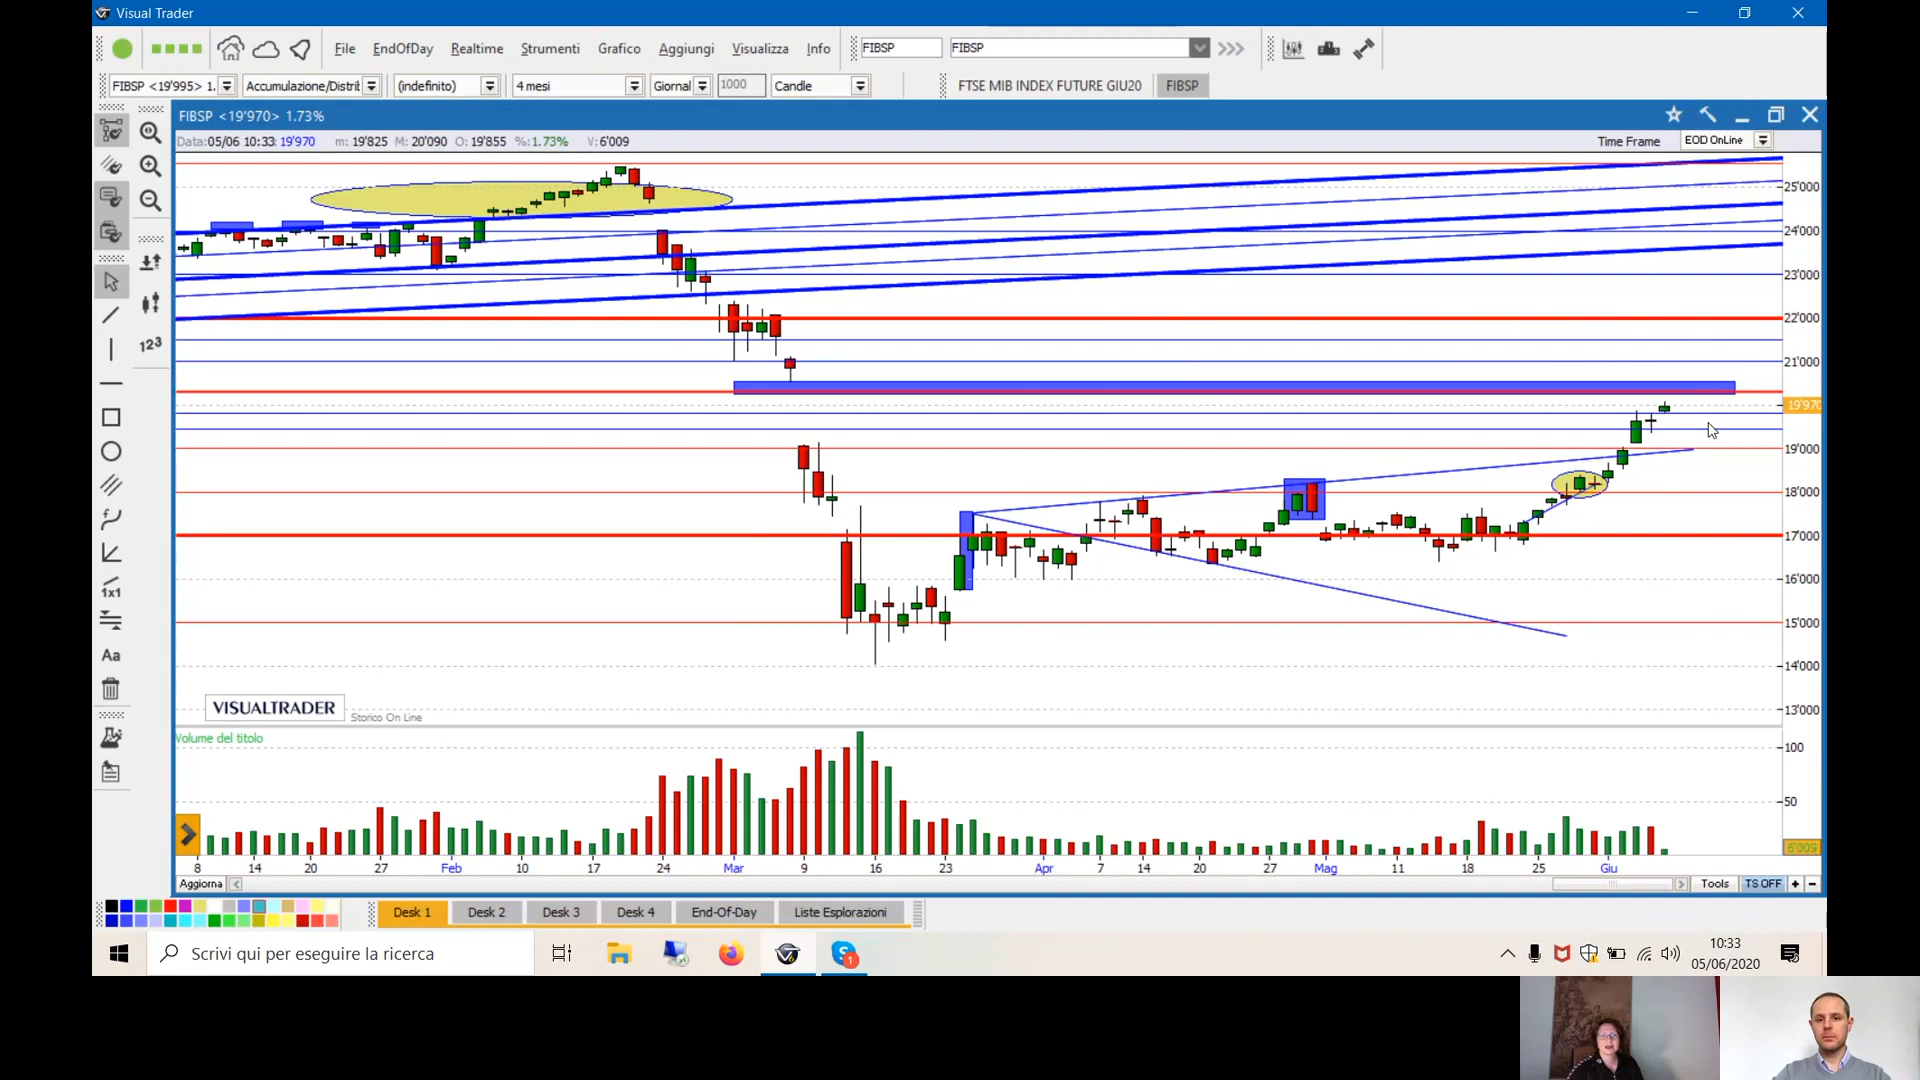 Visual Trader
File EndOfDay Realtime Strumenti Grafico Aggiungi Visualizza Info FIBSP FIBSP
FIBSP <19'995> 1. Accumulazione/Distrib (indefinito) 4 mesi Giornal 1000 Candle FTSE MIB INDEX FUTURE GIU20 FIBSP
FIBSP <19'970> 1.73%
Data:05/06 10:33 19'970 m: 19'825 M: 20'090 O: 19'855 %:1.73% V:6'009 Time Frame EOD OnLine
25'000
24'000
23'000
22'000
21'000
19'970
19'000
18'000
17'000
16'000
15'000
14'000
13'000
123
1x1
Aa
VISUALTRADER Storico On Line
Volume del titolo
100
50
6'009
8 14 20 27 Feb 10 17 24 Mar 9 16 23 Apr 7 14 20 27 Mag 11 18 25 Giu
Aggiorna Tools TS OFF + -
Desk 1 Desk 2 Desk 3 Desk 4 End-Of-Day Liste Esplorazioni
Scrivi qui per eseguire la ricerca
1
10:33
05/06/2020